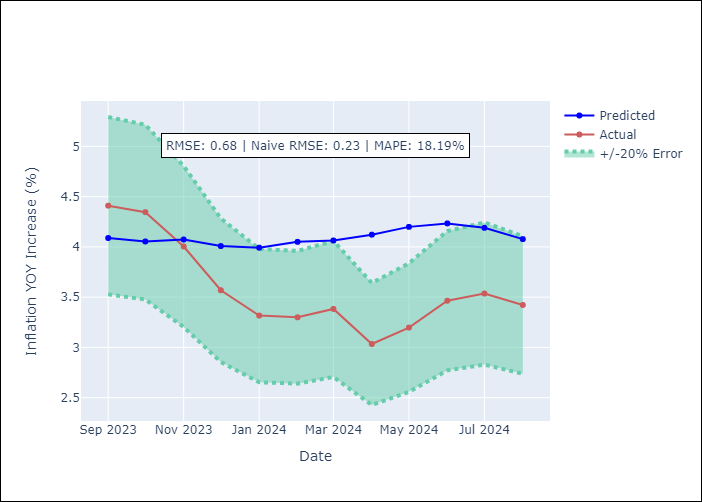 RMSE: 0.68 | Naive RMSE: 0.23 | MAPE: 18.19%
Predicted
Actual
+/-20% Error
Inflation YOY Increase (%)
5
4.5
4
3.5
3
2.5
Sep 2023 Nov 2023 Jan 2024 Mar 2024 May 2024 Jul 2024
Date